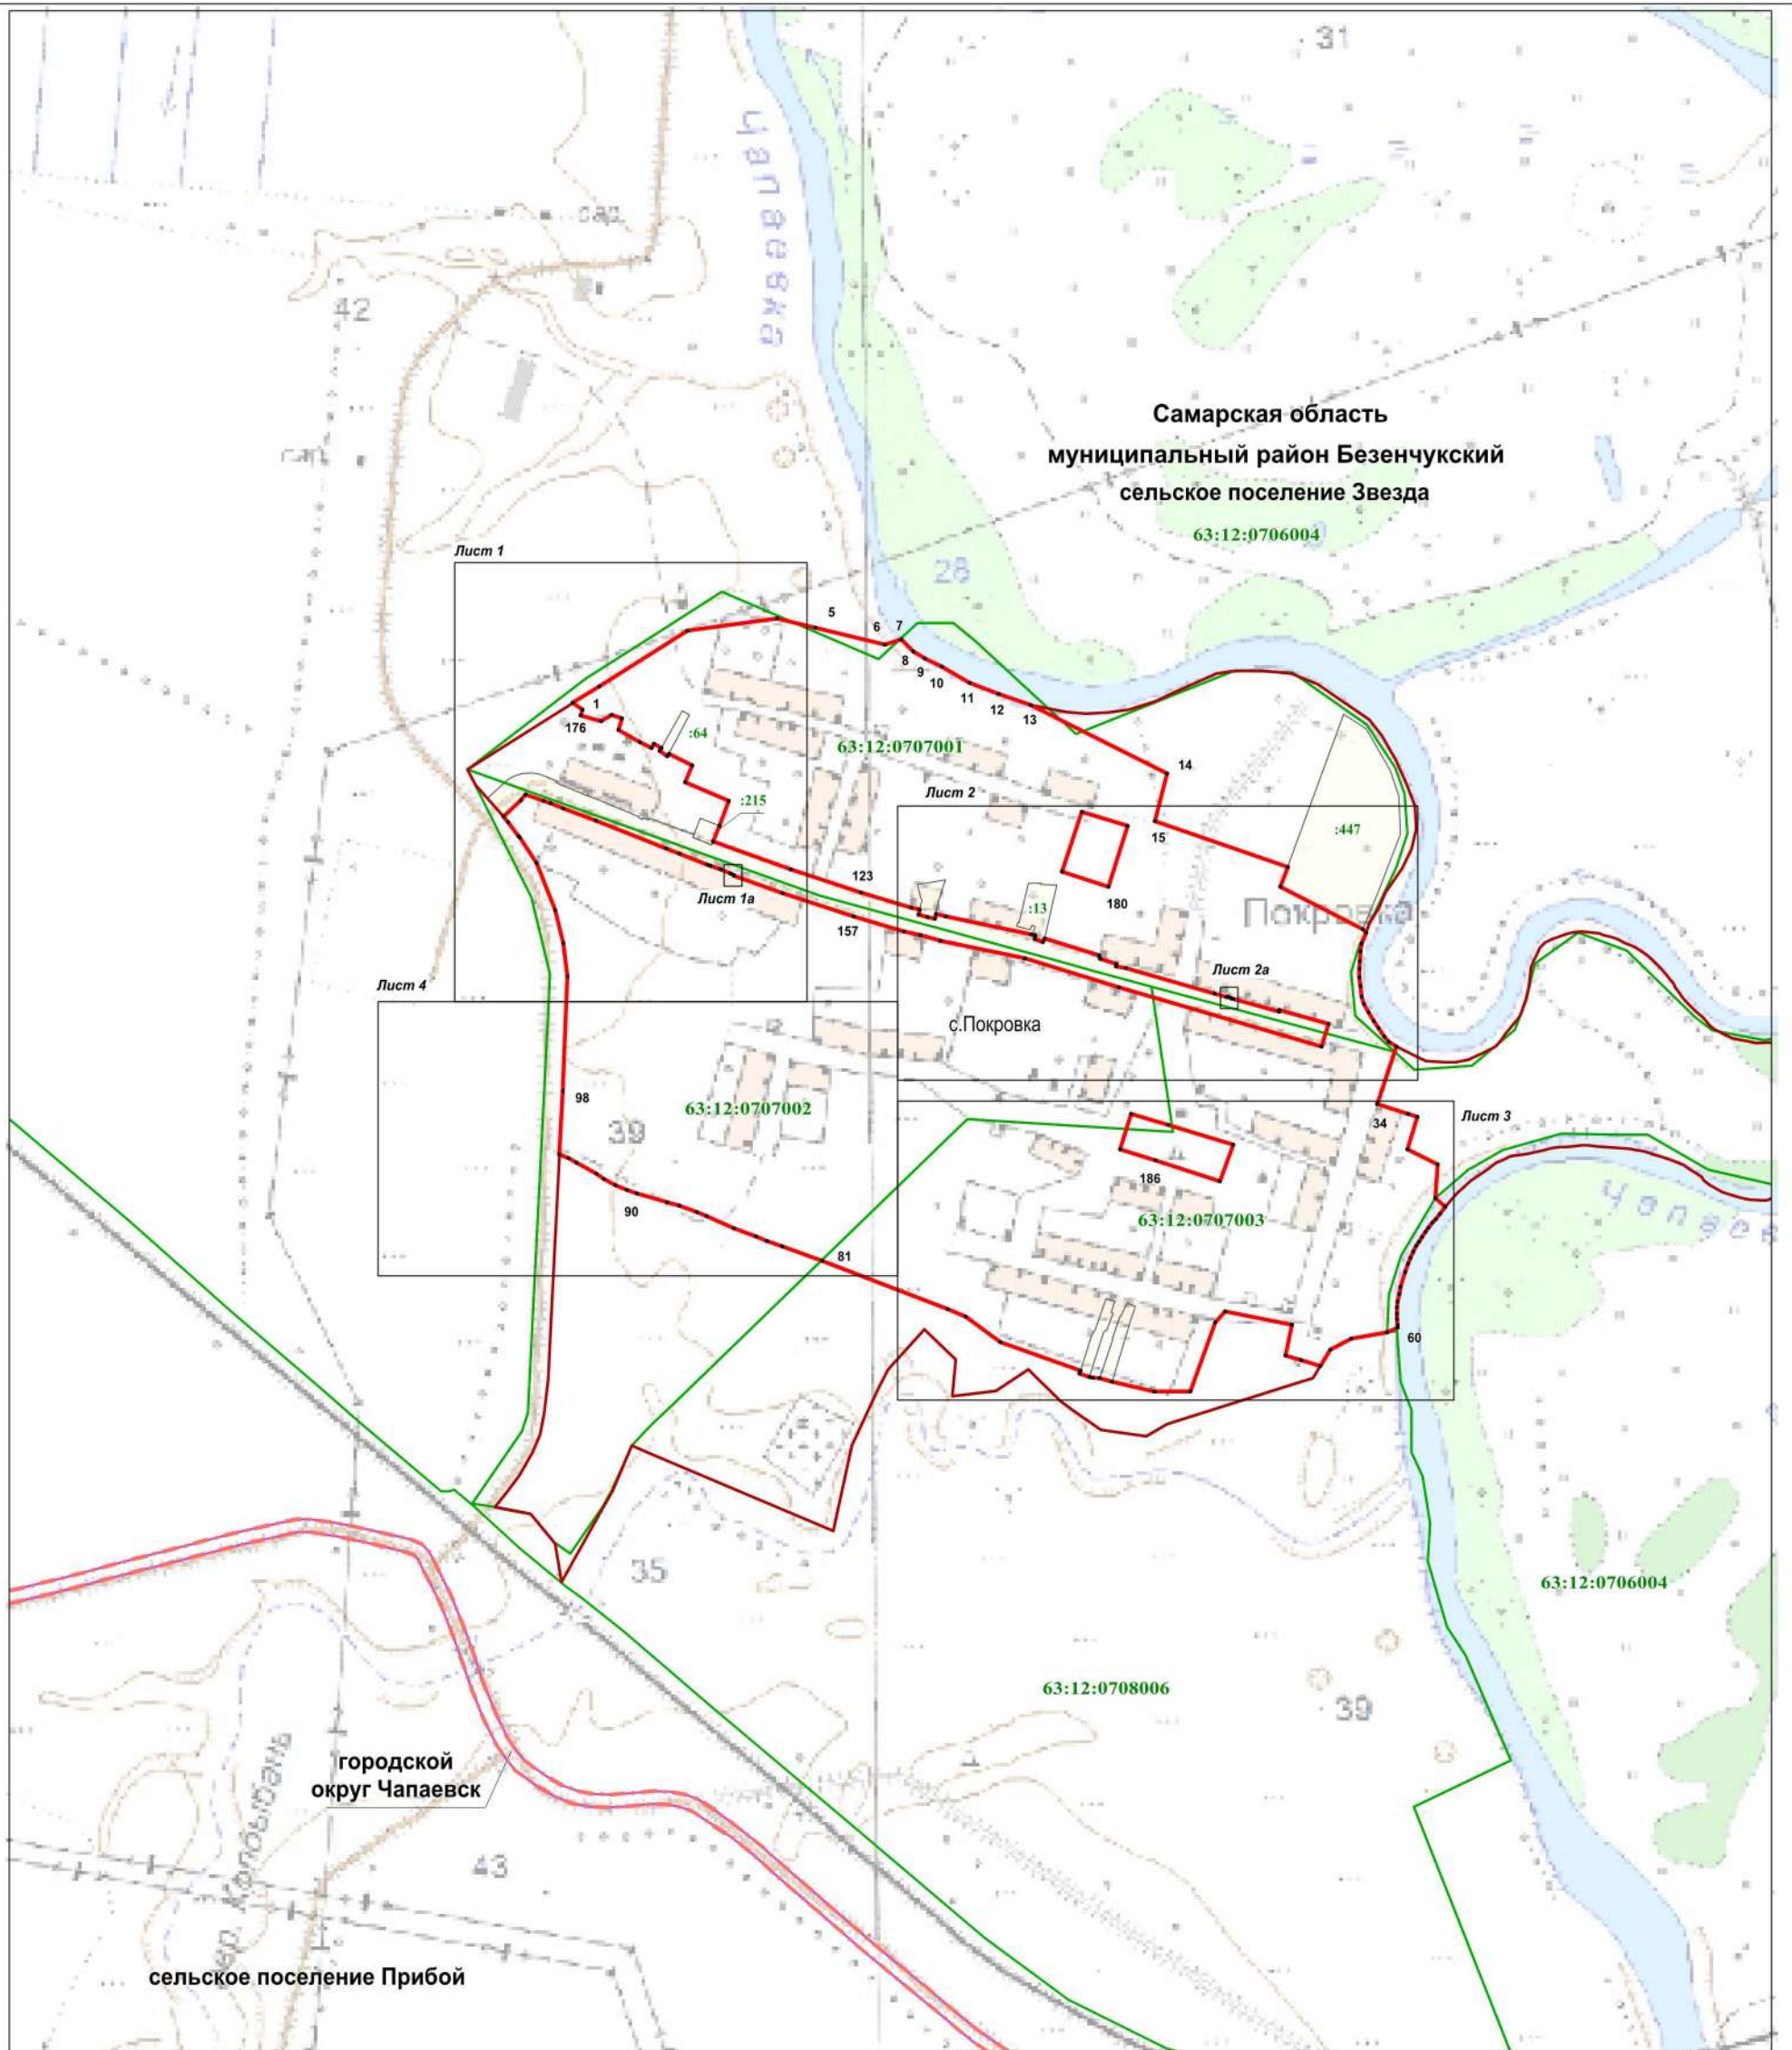 31
Чапаевка
сар.
42
сар.
Самарская область
муниципальный район Безенчукский
сельское поселение Звезда
63:12:0706004
28
Лист 1
5
6
7
8
9
10
11
12
13
1
176
:64
63:12:0707001
14
Лист 2
:215
15
:447
123
Лист 1а
180
:13
157
Покровка
Лист 2а
Лист 4
с.Покровка
98
63:12:0707002
39
34
Лист 3
186
90
63:12:0707003
Чапаев
81
60
35
63:12:0706004
63:12:0708006
39
городской
округ Чапаевск
43
сельское поселение Прибой